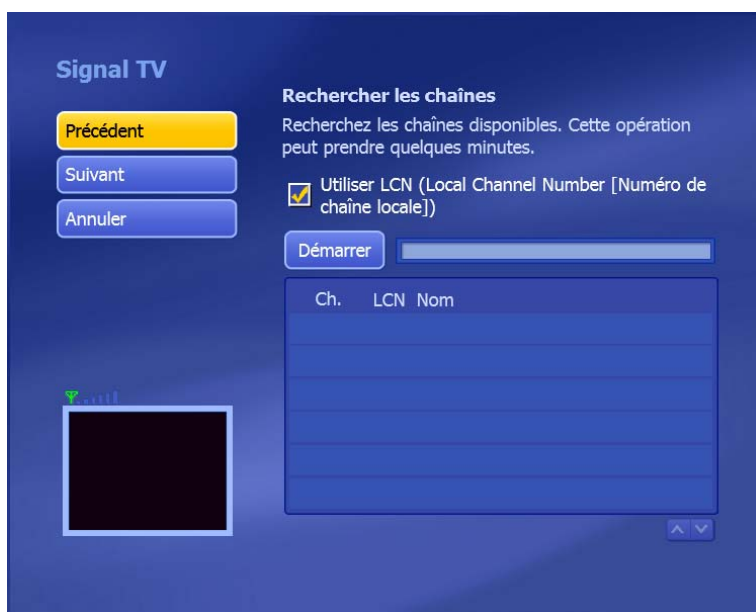 Signal TV
Précédent
Suivant
Annuler
Rechercher les chaînes
Recherchez les chaînes disponibles. Cette opération
peut prendre quelques minutes.
Utiliser LCN (Local Channel Number [Numéro de
chaîne locale])
Démarrer
Ch. LCN Nom